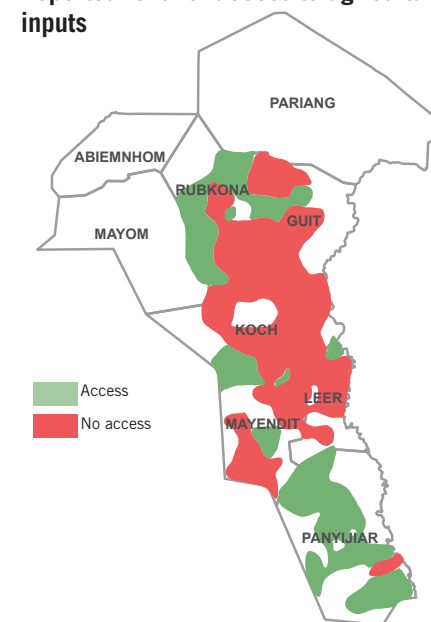 inputs
PARIANG
ABIEMNHOM
RUBKONA
MAYOM
GUIT
KOCH
Access
No access
LEER
MAYENDIT
PANYIJIAR